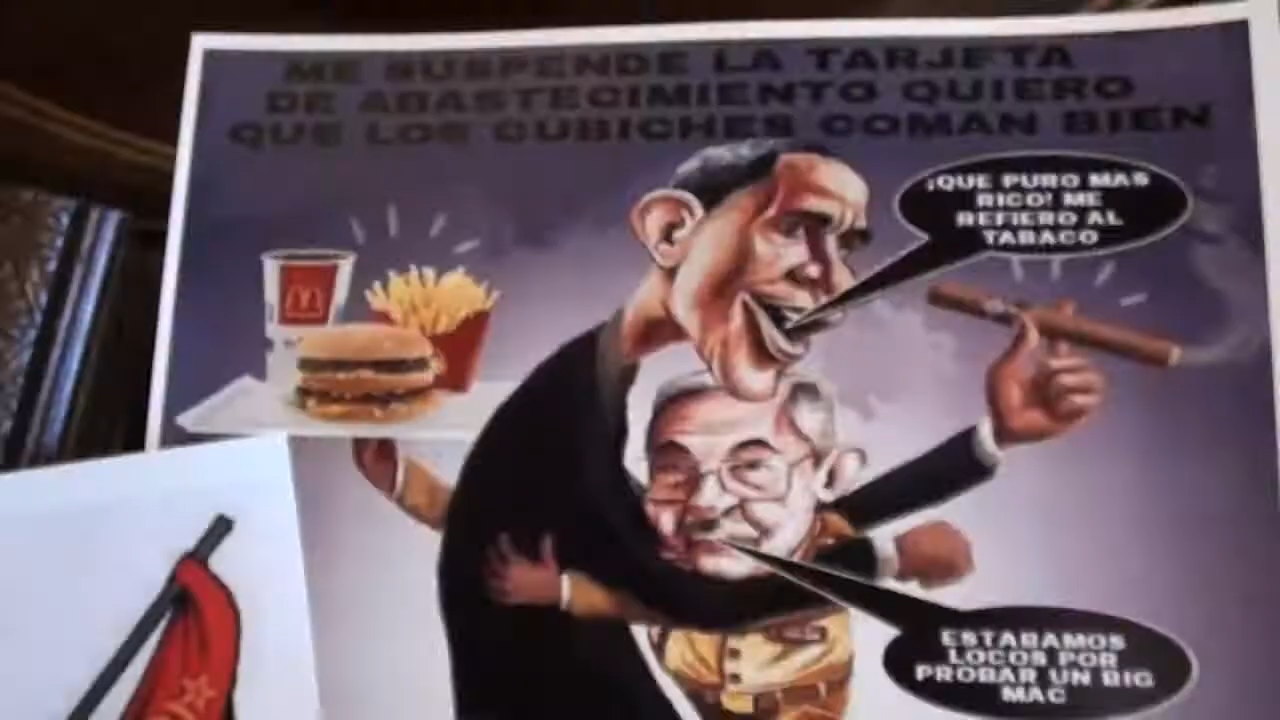 ME SUSPENDE LA TARJETA
DE ABASTECIMIENTO QUIERO
QUE LOS CUBICHES COMAN BIEN
¡QUE PURO MAS
RICO! ME
REFIERO AL
TABACO
ESTABAMOS
LOCOS POR
PROBAR UN BIG
MAC